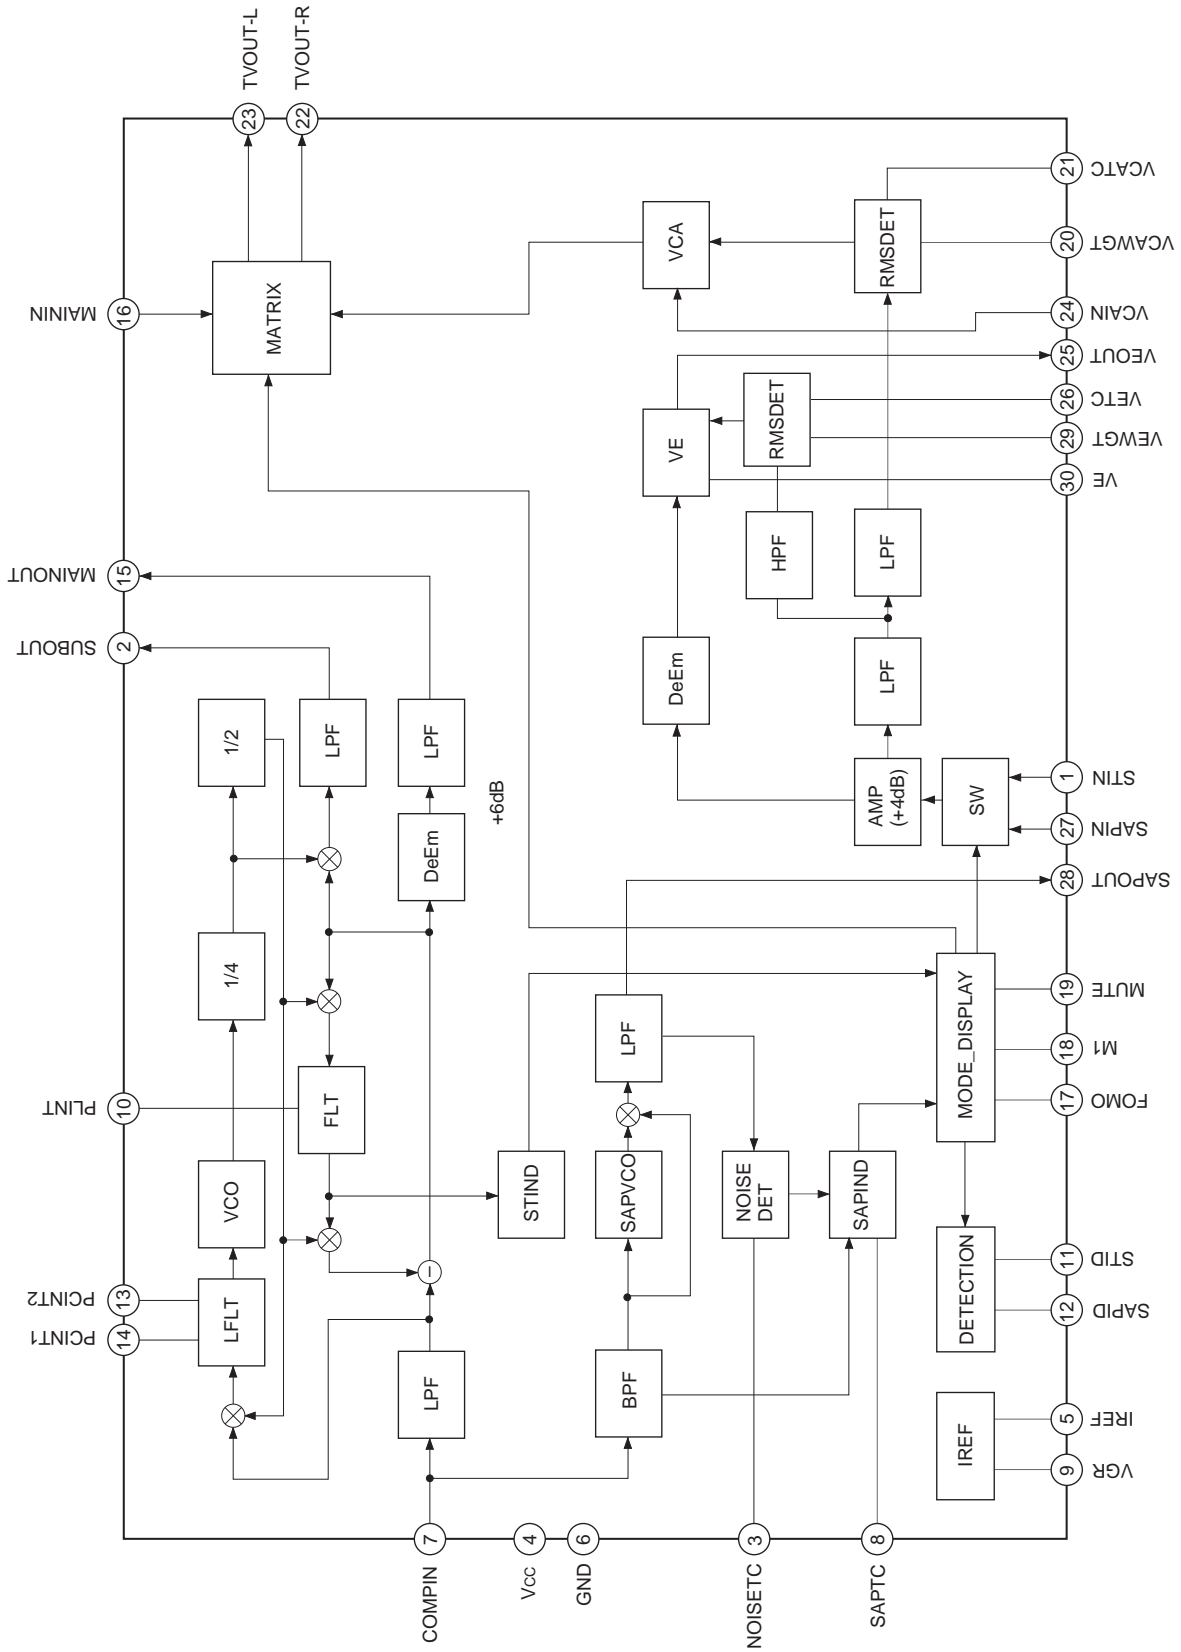 TVOUT-L
TVOUT-R
23
22
MAININ
16
MATRIX
VCA
RMSDET
21
VCATC
20
VCAWGT
24
VCAIN
25
VEOUT
26
VETC
29
VEWGT
30
VE
VE
RMSDET
HPF
LPF
DeEm
LPF
MAINOUT
15
SUBOUT
2
1/2
LPF
LPF
+6dB
DeEm
1/4
AMP
(+4dB)
SW
1
STIN
27
SAPIN
28
SAPOUT
19
MUTE
18
M1
17
FOMO
MODE_DISPLAY
PLINT
10
FLT
LPF
VCO
STIND
SAPVCO
NOISE
DET
SAPIND
DETECTION
11
STID
12
SAPID
PCINT2
13
PCINT1
14
LFLT
–
LPF
BPF
IREF
5
IREF
9
VGR
7
COMPIN
4
Vcc
6
GND
3
NOISETC
8
SAPTC